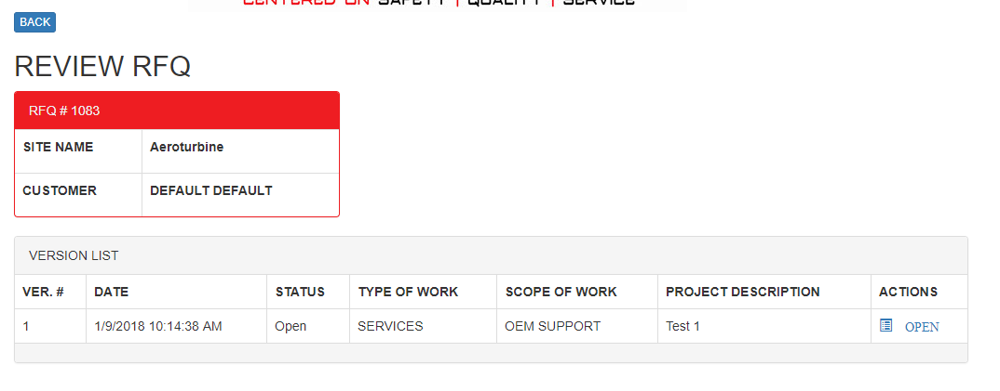 CENTERED ON SAFETY | QUALITY | SERVICE
BACK
REVIEW RFQ
RFQ # 1083
SITE NAME Aeroturbine
CUSTOMER DEFAULT DEFAULT
VERSION LIST
VER. # DATE STATUS TYPE OF WORK SCOPE OF WORK PROJECT DESCRIPTION ACTIONS
1 1/9/2018 10:14:38 AM Open SERVICES OEM SUPPORT Test 1 OPEN